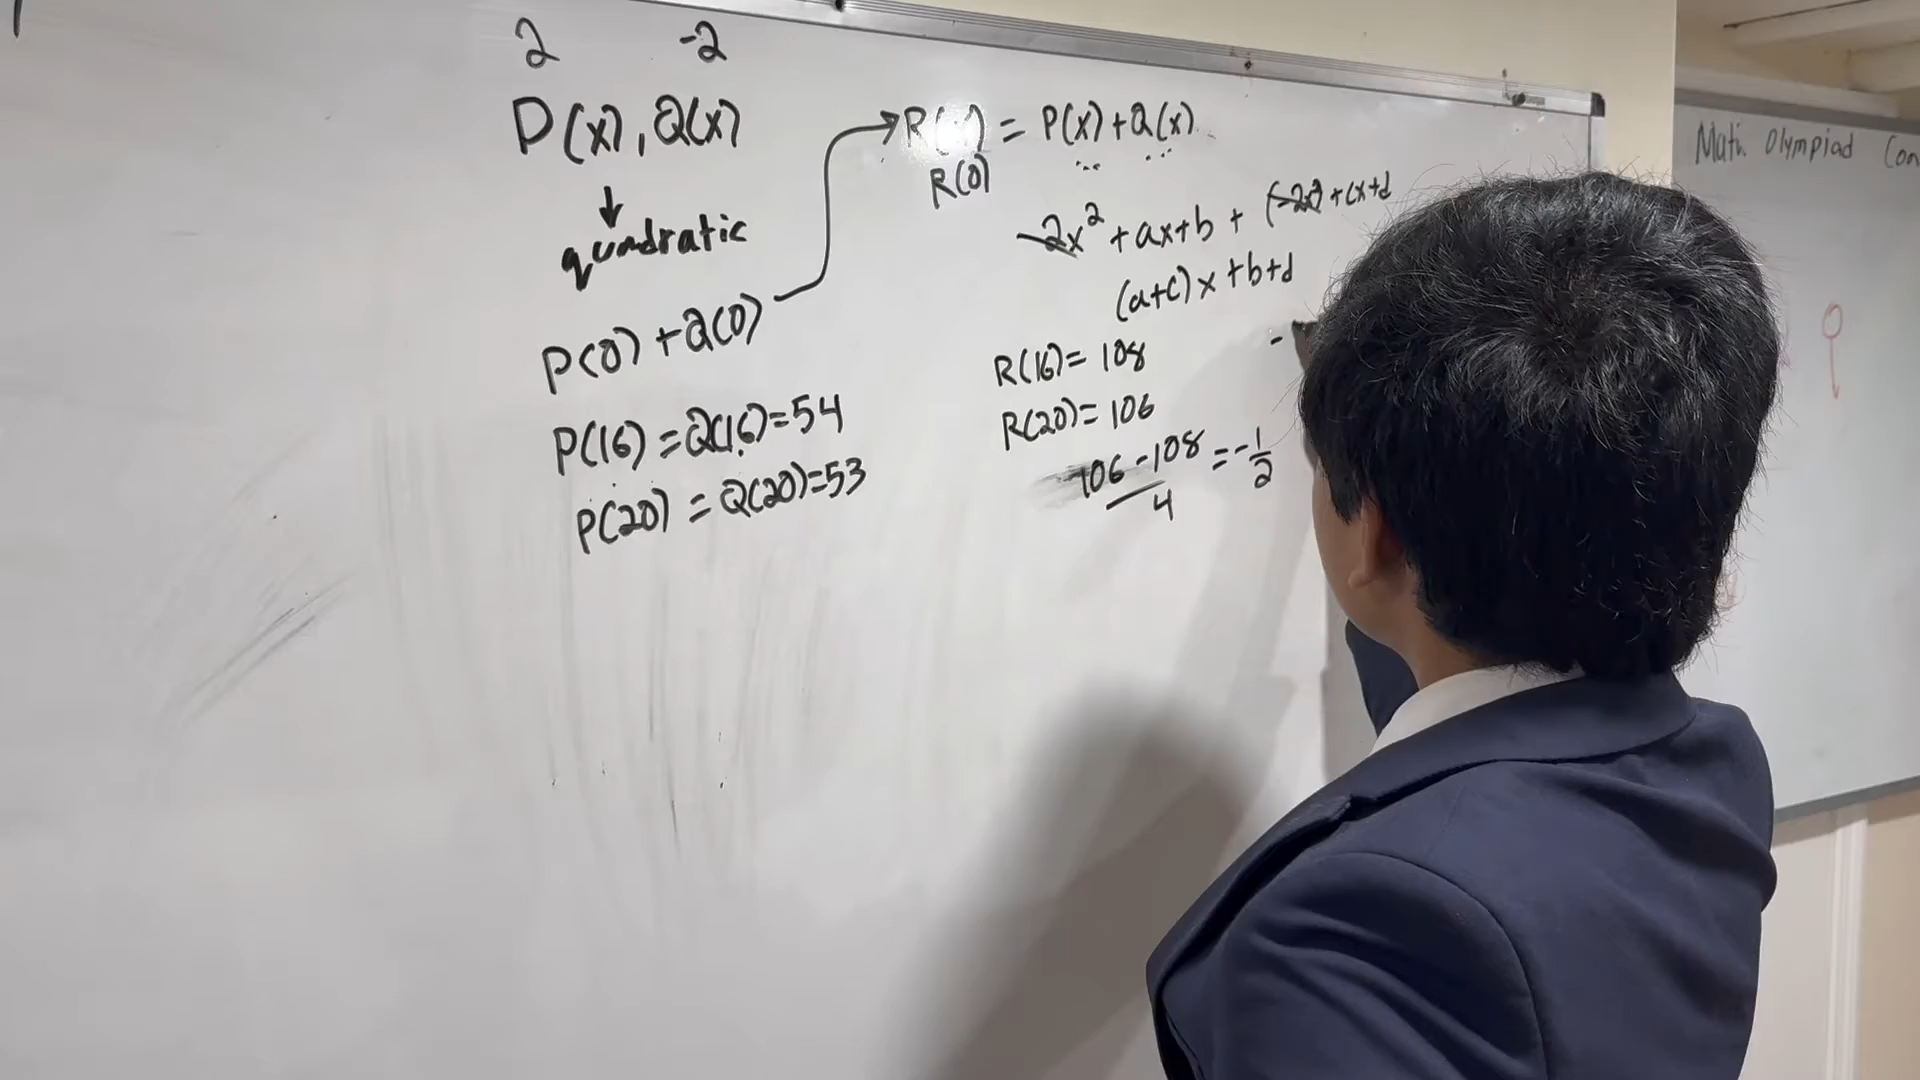 2 -2
P(x), Q(x)
↓
quadratic
P(0) + Q(0)
P(16) = Q(16)=54
P(20) = Q(20)=53
R(x) = P(x)+Q(x)
R(0)
2x² + ax+b + (-2x²) + cx+d
(a+c)x + b+d
R(16)= 108
R(20)= 106
106-108/4 = -1/2
-
Math Olympiad